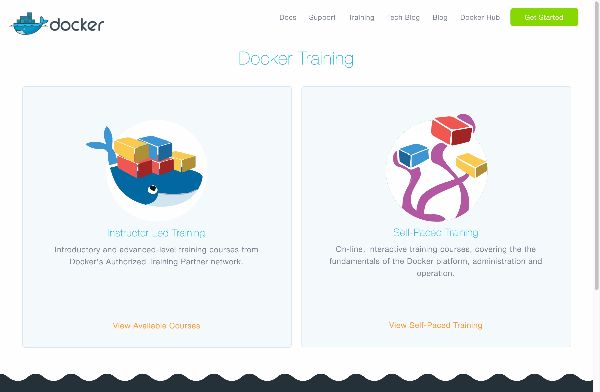 docker
Docs Support Training Tech Blog Blog Docker Hub Get Started
Docker Training
Instructor Led Training
Introductory and advanced-level training courses from
Docker's Authorized Training Partner network.
View Available Courses
Self-Paced Training
On-line, interactive training courses, covering the the
fundamentals of the Docker platform, administration and
operation.
View Self-Paced Training